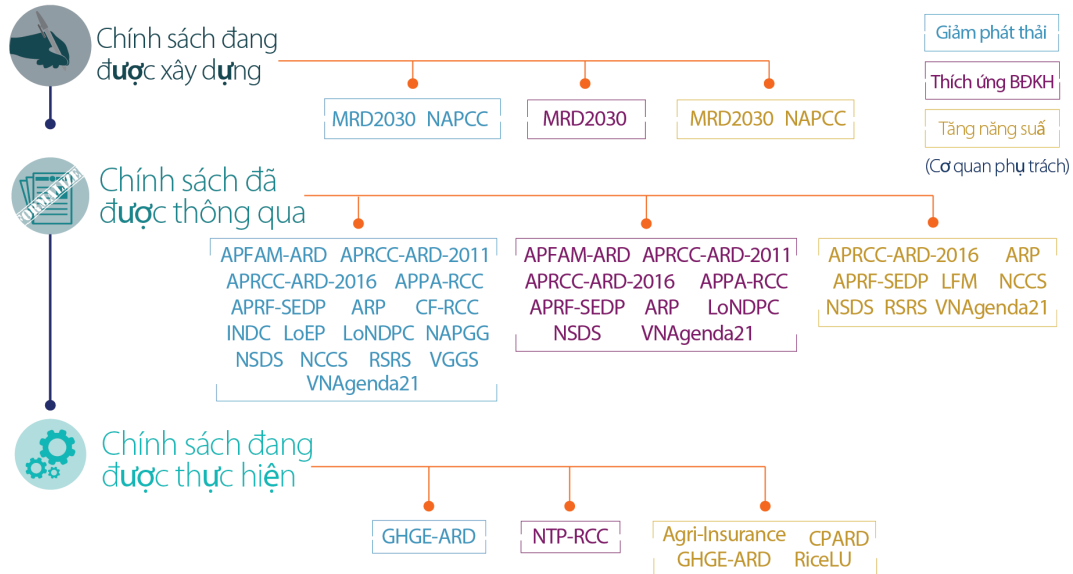 Chính sách đang
được xây dựng
Giảm phát thải
Thích ứng BĐKH
Tăng năng suấ
(Cơ quan phụ trách)
MRD2030 NAPCC
MRD2030
MRD2030 NAPCC
FORMALYZE
Chính sách đã
được thông qua
APFAM-ARD APRCC-ARD-2011
APRCC-ARD-2016 APPA-RCC
APRF-SEDP ARP CF-RCC
INDC LoEP LoNDPC NAPGG
NSDS NCCS RSRS VGGS
VNAgenda21
APFAM-ARD APRCC-ARD-2011
APRCC-ARD-2016 APPA-RCC
APRF-SEDP ARP LoNDPC
NSDS VNAgenda21
APRCC-ARD-2016 ARP
APRF-SEDP LFM NCCS
NSDS RSRS VNAgenda21
Chính sách đang
được thực hiện
GHGE-ARD
NTP-RCC
Agri-Insurance CPARD
GHGE-ARD RiceLU